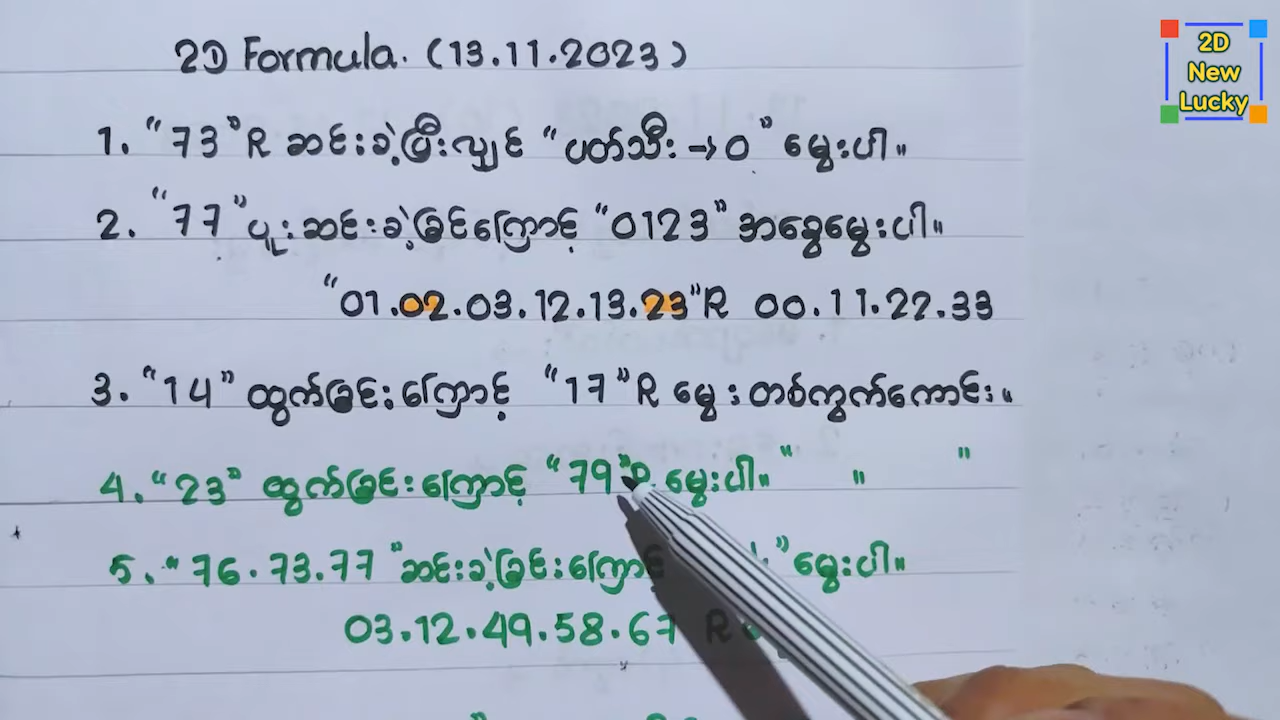 2D Formula. (13.11.2023)
2D
New
Lucky
1. "73"R ဆင်းခဲ့ပြီးလျှင် "ပတ်သီး → 0" မွေးပါ။
2. "77" ပူးဆင်းခဲ့ခြင်ကြောင့် "0123" အခွေမွေးပါ။
"01.02.03.12.13.23"R 00.11.22.33
3. "14" ထွက်ခြင်းကြောင့် "17"R မွေးတစ်ကွက်ကောင်း။
4. "23" ထွက်ခြင်းကြောင့် "79"R မွေးပါ။ " " "
5. "76.73.77" ဆင်းခဲ့ခြင်းကြောင့် " မွေးပါ။
03.12.49.58.67 R